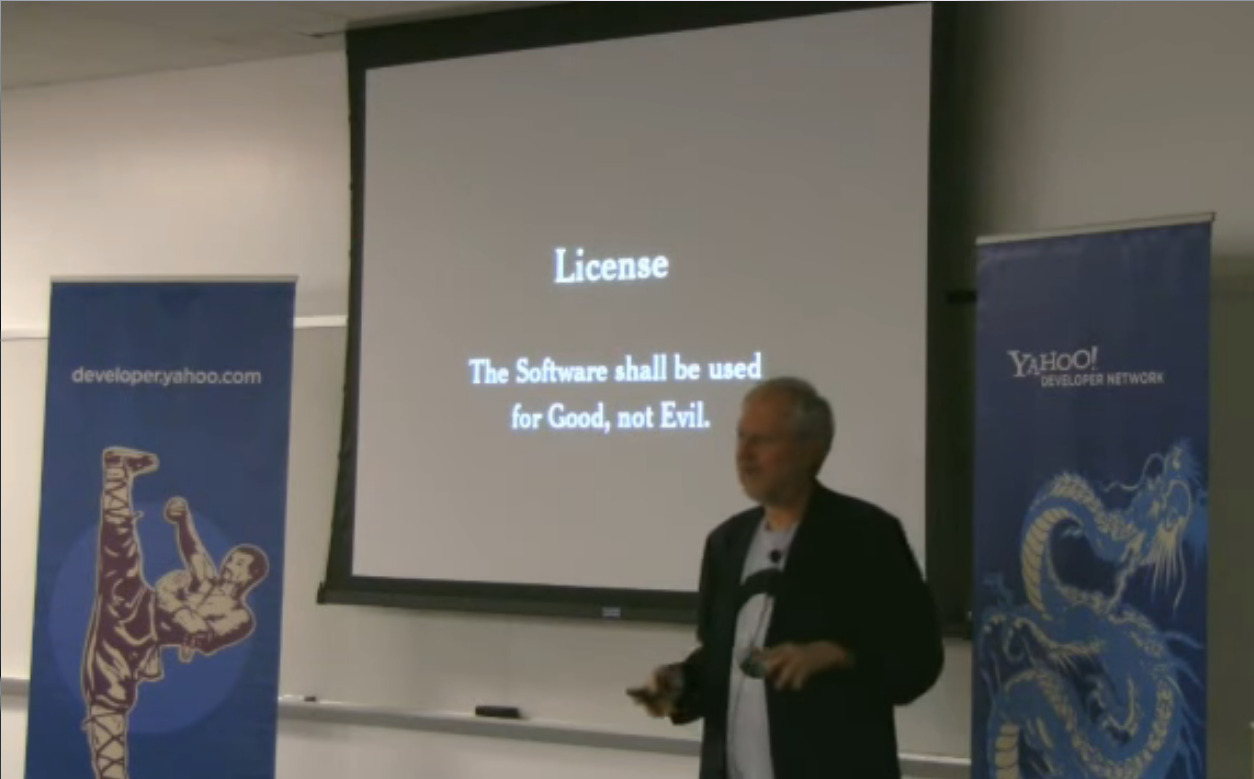 License
The Software shall be used
for Good, not Evil.
developer.yahoo.com
YAHOO!
DEVELOPER NETWORK